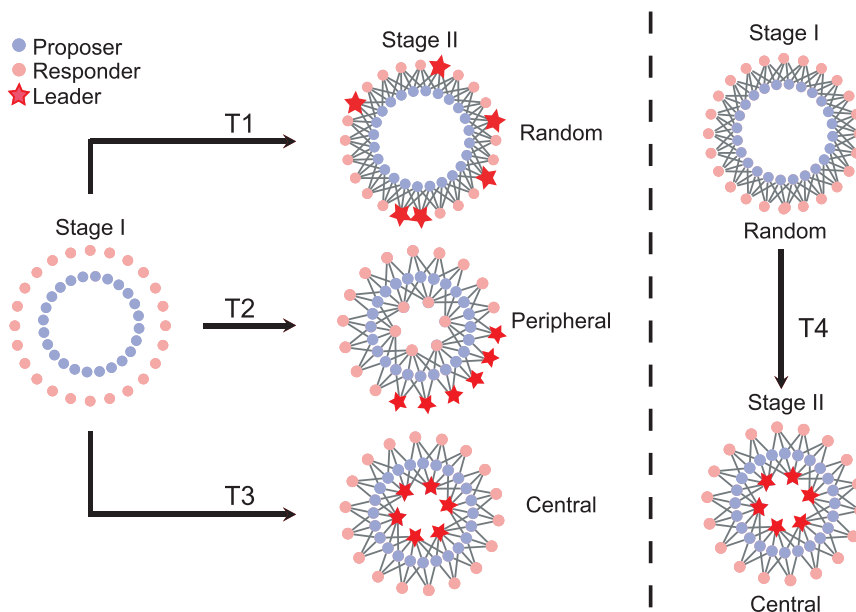 Proposer
Responder
Leader
Stage II
T1
Random
Stage I
T2
Peripheral
T3
Central
Stage I
Random
T4
Stage II
Central